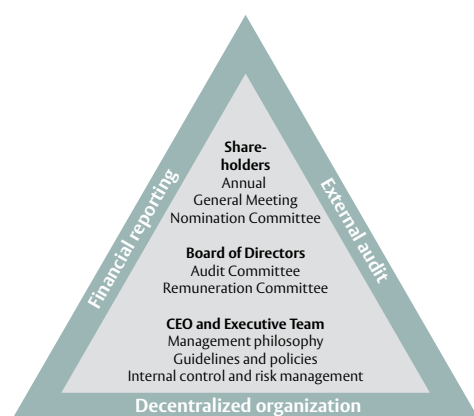 Financial reporting
External audit
Share-
holders
Annual
General Meeting
Nomination Committee
Board of Directors
Audit Committee
Remuneration Committee
CEO and Executive Team
Management philosophy
Guidelines and policies
Internal control and risk management
Decentralized organization